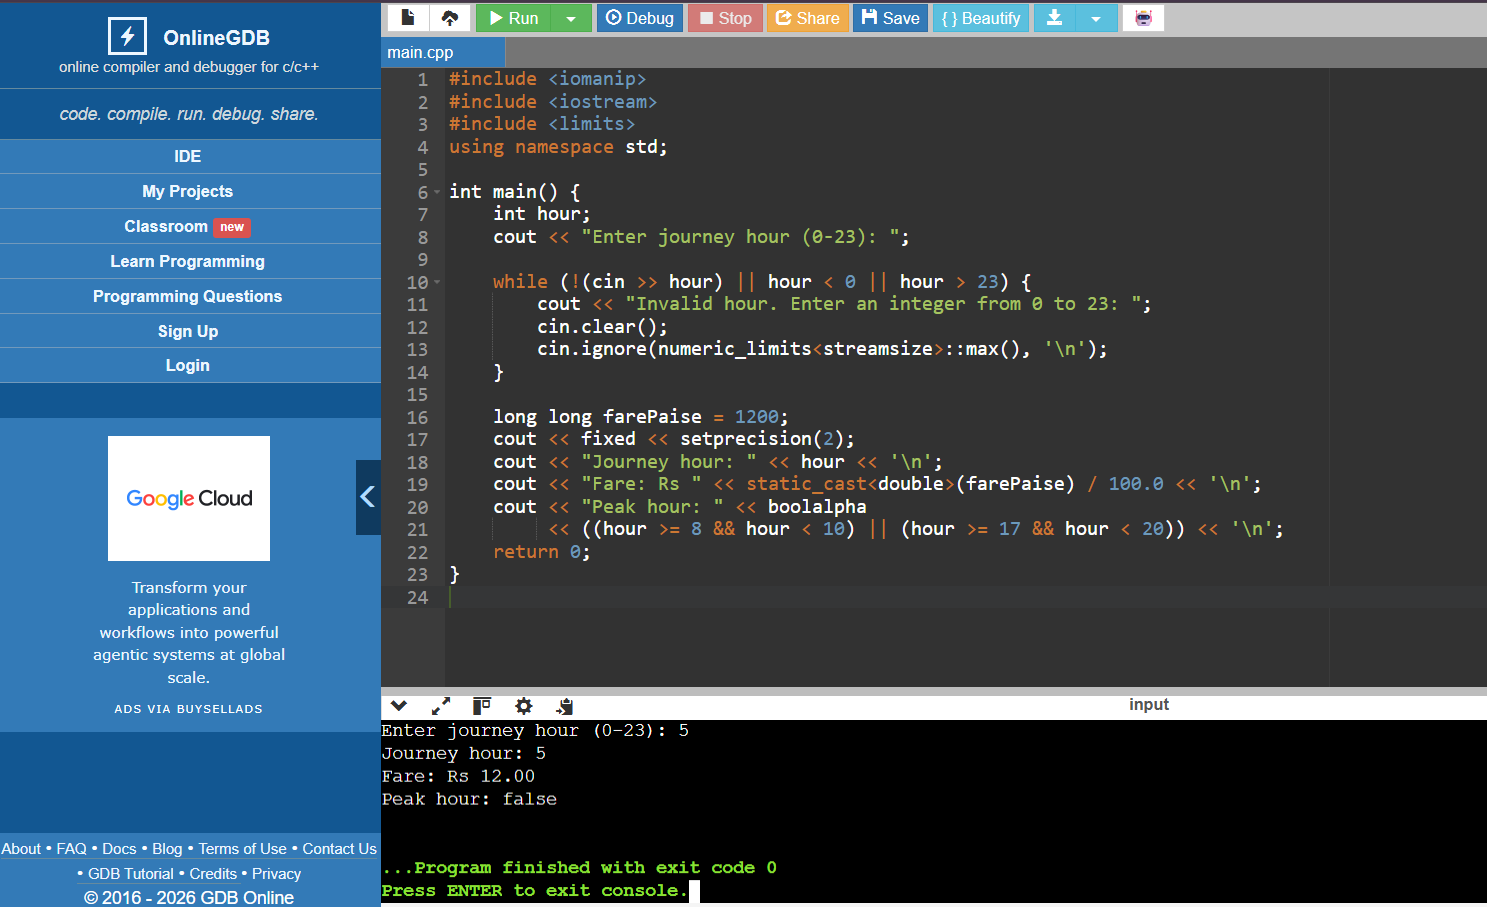 OnlineGDB
online compiler and debugger for c/c++
code. compile. run. debug. share.
IDE
My Projects
Classroom new
Learn Programming
Programming Questions
Sign Up
Login
Google Cloud
Transform your
applications and
workflows into powerful
agentic systems at global
scale.
ADS VIA BUYSELLADS
About • FAQ • Docs • Blog • Terms of Use • Contact Us
• GDB Tutorial • Credits • Privacy
© 2016 - 2026 GDB Online
Run Debug Stop Share Save { } Beautify
main.cpp
1 #include <iomanip>
2 #include <iostream>
3 #include <limits>
4 using namespace std;
5
6 int main() {
7     int hour;
8     cout << "Enter journey hour (0-23): ";
9
10     while (!(cin >> hour) || hour < 0 || hour > 23) {
11         cout << "Invalid hour. Enter an integer from 0 to 23: ";
12         cin.clear();
13         cin.ignore(numeric_limits<streamsize>::max(), '\n');
14     }
15
16     long long farePaise = 1200;
17     cout << fixed << setprecision(2);
18     cout << "Journey hour: " << hour << '\n';
19     cout << "Fare: Rs " << static_cast<double>(farePaise) / 100.0 << '\n';
20     cout << "Peak hour: " << boolalpha
21          << ((hour >= 8 && hour < 10) || (hour >= 17 && hour < 20)) << '\n';
22     return 0;
23 }
24
input
Enter journey hour (0-23): 5
Journey hour: 5
Fare: Rs 12.00
Peak hour: false
...Program finished with exit code 0
Press ENTER to exit console.